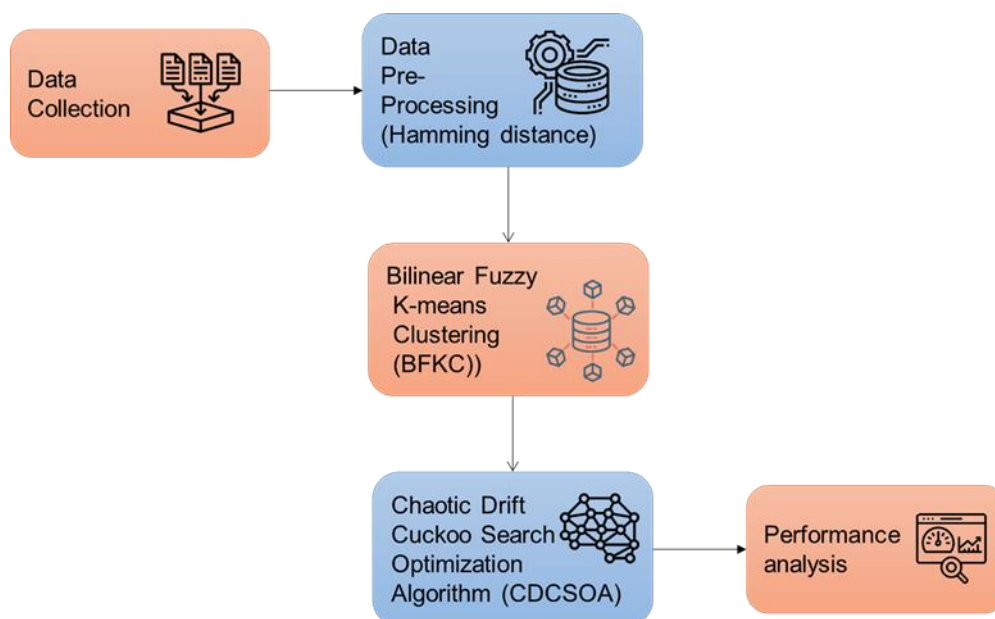 Data
Collection
Data
Pre-
Processing
(Hamming distance)
Bilinear Fuzzy
K-means
Clustering
(BFKC))
Chaotic Drift
Cuckoo Search
Optimization
Algorithm (CDCSOA)
Performance
analysis